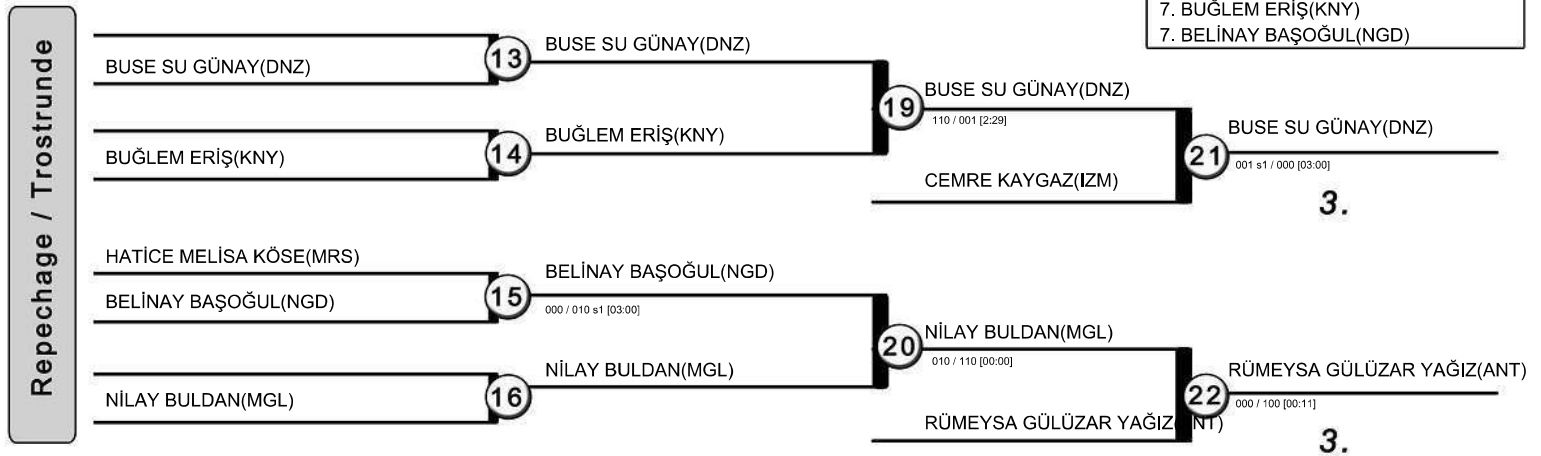 7. BUĞLEM ERİŞ(KNY)
7. BELİNAY BAŞOĞUL(NGD)
Repechage / Trostrunde
BUSE SU GÜNAY(DNZ)
13
BUSE SU GÜNAY(DNZ)
BUĞLEM ERİŞ(KNY)
14
BUĞLEM ERİŞ(KNY)
19
BUSE SU GÜNAY(DNZ)
110 / 001 [2:29]
CEMRE KAYGAZ(IZM)
21
BUSE SU GÜNAY(DNZ)
001 s1 / 000 [03:00]
3.
HATİCE MELİSA KÖSE(MRS)
BELİNAY BAŞOĞUL(NGD)
15
BELİNAY BAŞOĞUL(NGD)
000 / 010 s1 [03:00]
NİLAY BULDAN(MGL)
16
NİLAY BULDAN(MGL)
20
NİLAY BULDAN(MGL)
010 / 110 [00:00]
RÜMEYSA GÜLÜZAR YAĞIZ(ANT)
22
RÜMEYSA GÜLÜZAR YAĞIZ(ANT)
000 / 100 [00:11]
3.